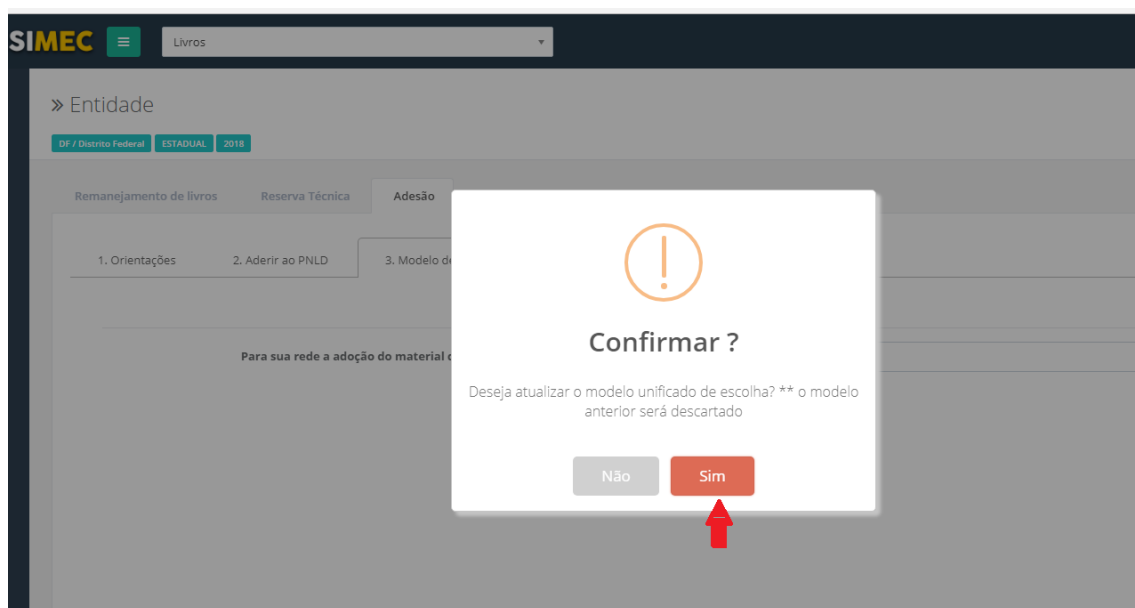 SIMEC
Livros
» Entidade
DF / Distrito Federal ESTADUAL 2018
Remanejamento de livros Reserva Técnica Adesão
1. Orientações 2. Aderir ao PNLD 3. Modelo
Para sua rede a adoção do material
Confirmar ?
Deseja atualizar o modelo unificado de escolha? ** o modelo
anterior será descartado
Não Sim